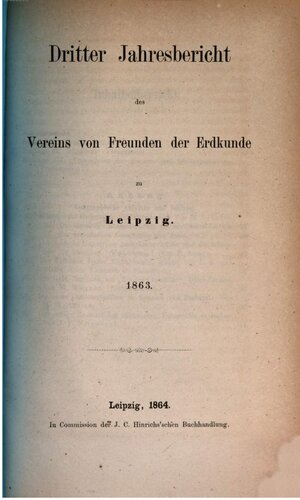 Dritter Jahresbericht
des
Vereins von Freunden der Erdkunde
zu
Leipzig.
1863.
Leipzig, 1864.
In Commission der J. C. Hinrichs'schen Buchhandlung.